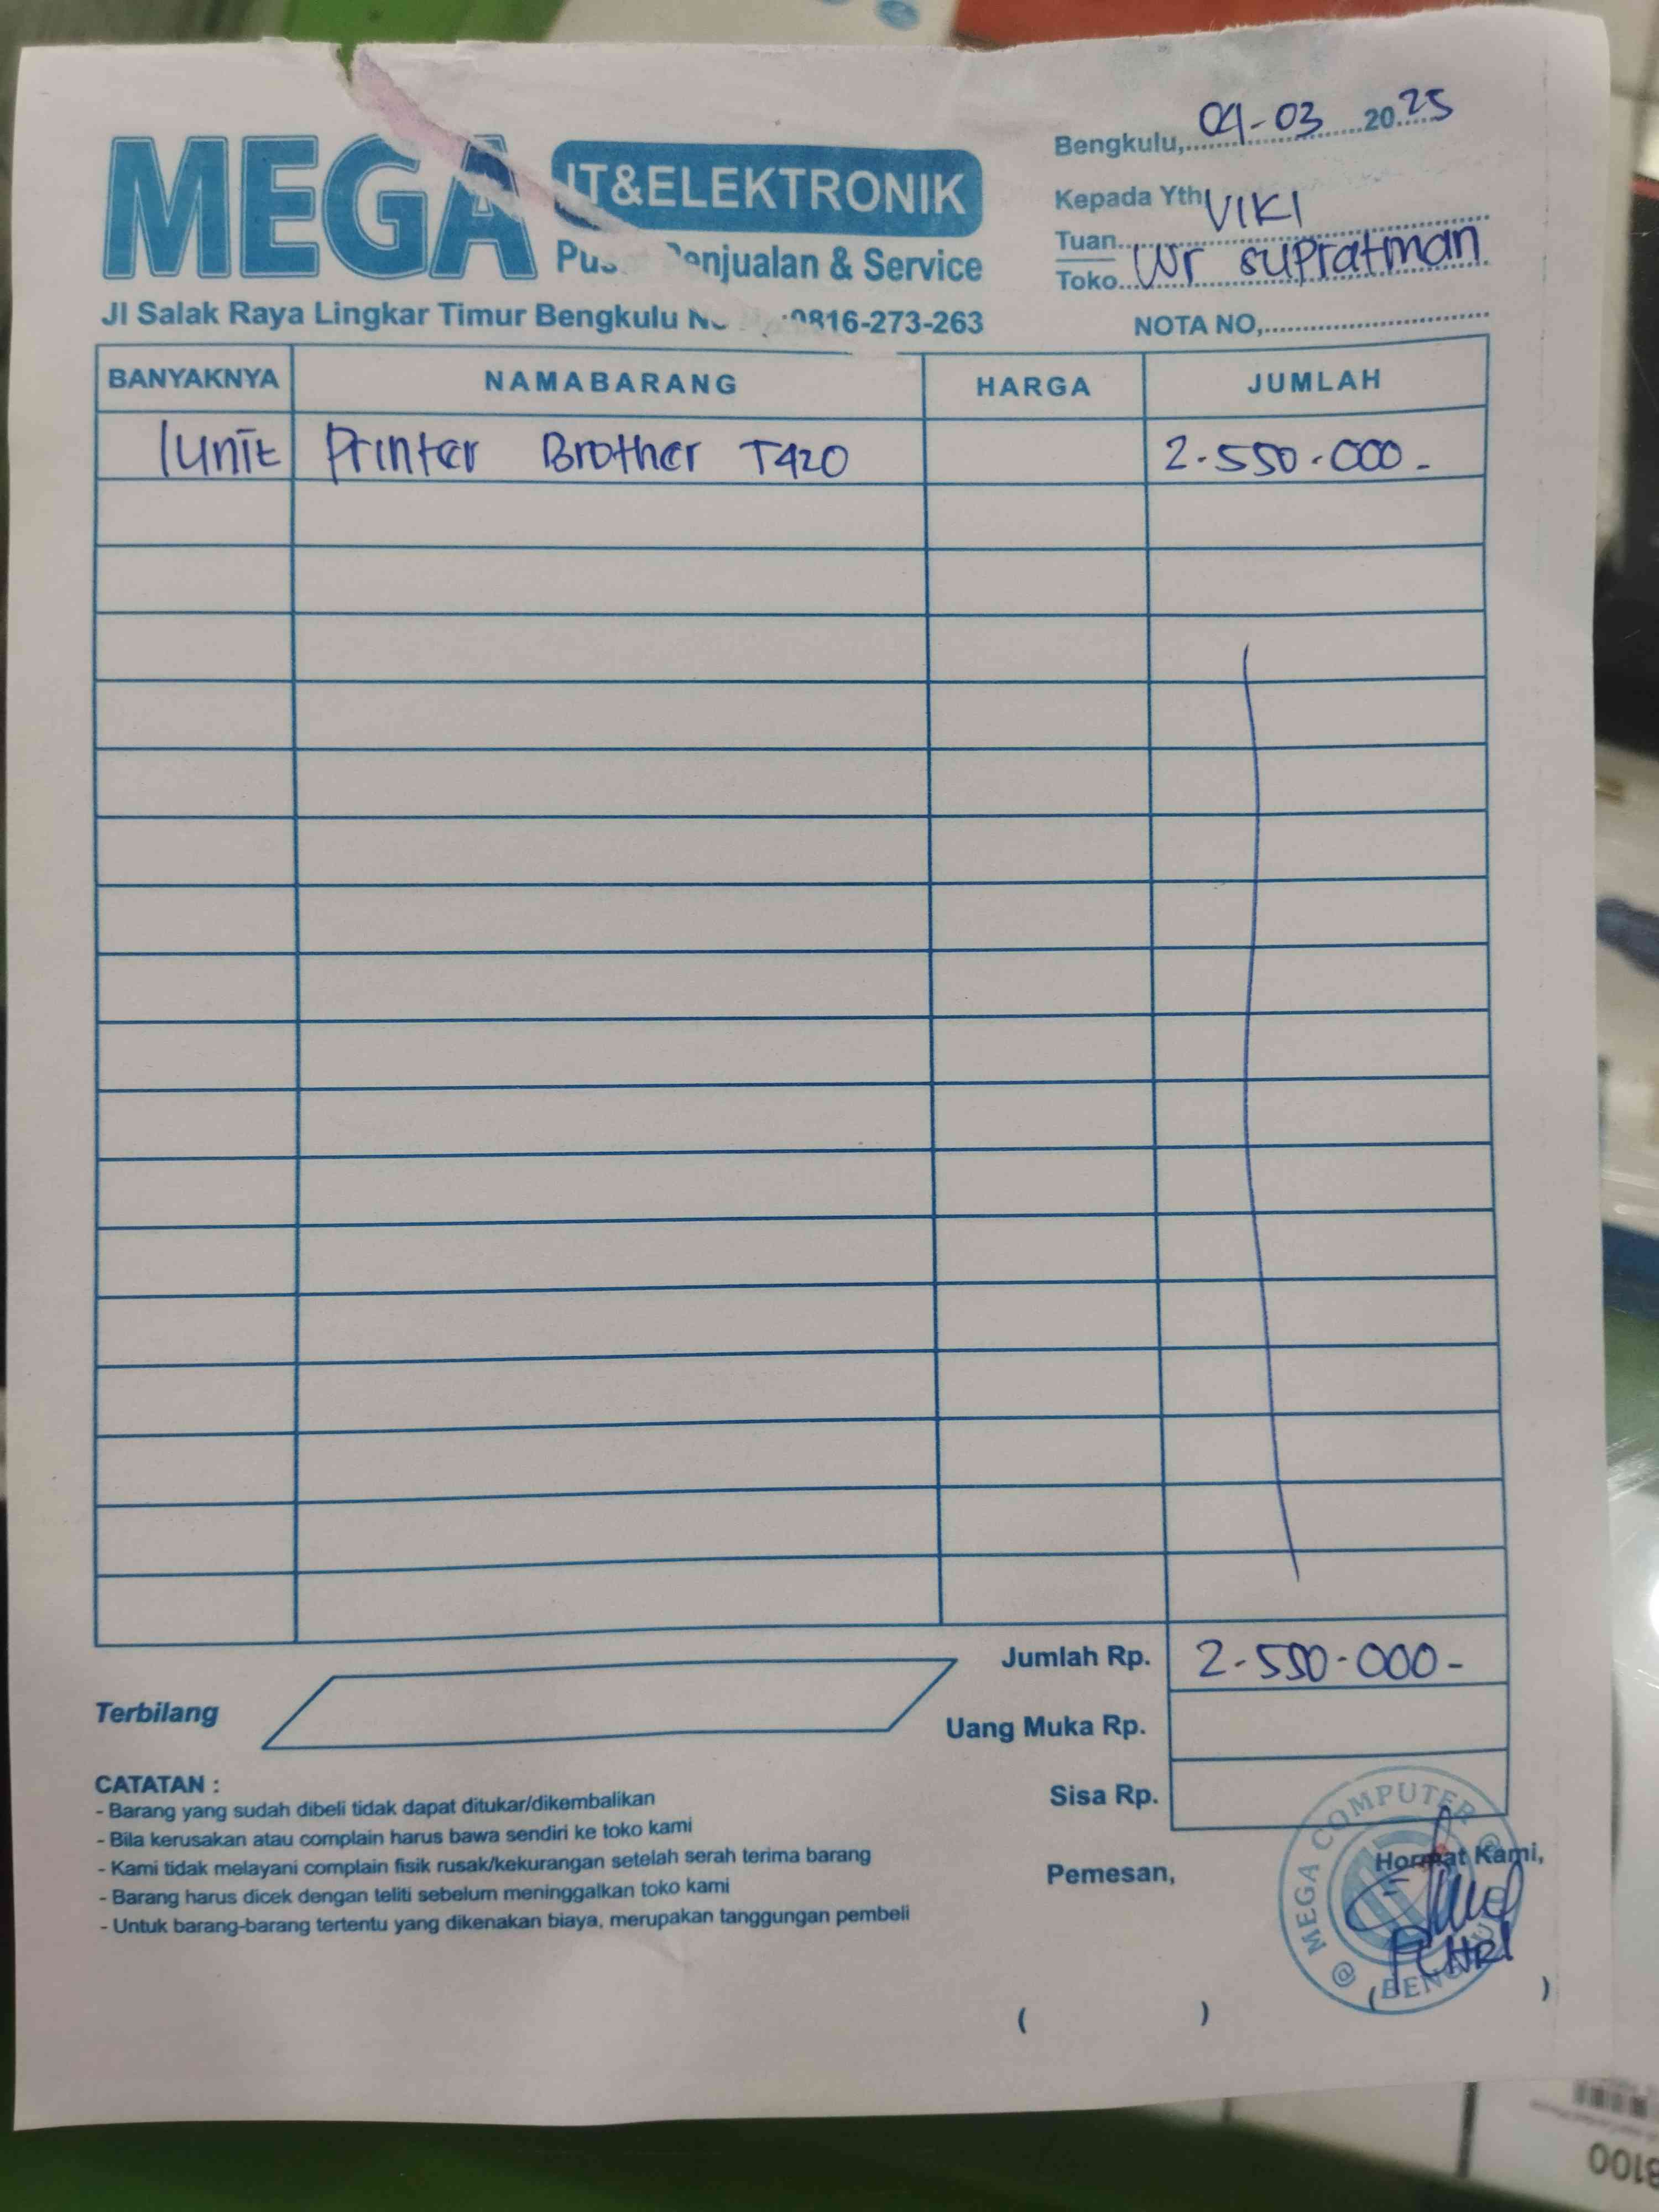 MEGA IT&ELEKTRONIK
Penjualan & Service
Jl Salak Raya Lingkar Timur Bengkulu 0816-273-263
Bengkulu, 04-03 2025
Kepada Yth VIKI
Tuan
Toko Wr supratman
NOTA NO,
BANYAKNYA NAMABARANG HARGA JUMLAH
1 Unit Printer Brother T420 2.550.000 -
Jumlah Rp. 2.550.000 -
Terbilang
Uang Muka Rp.
Sisa Rp.
CATATAN :
- Barang yang sudah dibeli tidak dapat ditukar/dikembalikan
- Bila kerusakan atau complain harus bawa sendiri ke toko kami
- Kami tidak melayani complain fisik rusak/kekurangan setelah serah terima barang
- Barang harus dicek dengan teliti sebelum meninggalkan toko kami
- Untuk barang-barang tertentu yang dikenakan biaya, merupakan tanggungan pembeli
Pemesan,
Hormat Kami,
MEGA COMPUTER
( )
( )